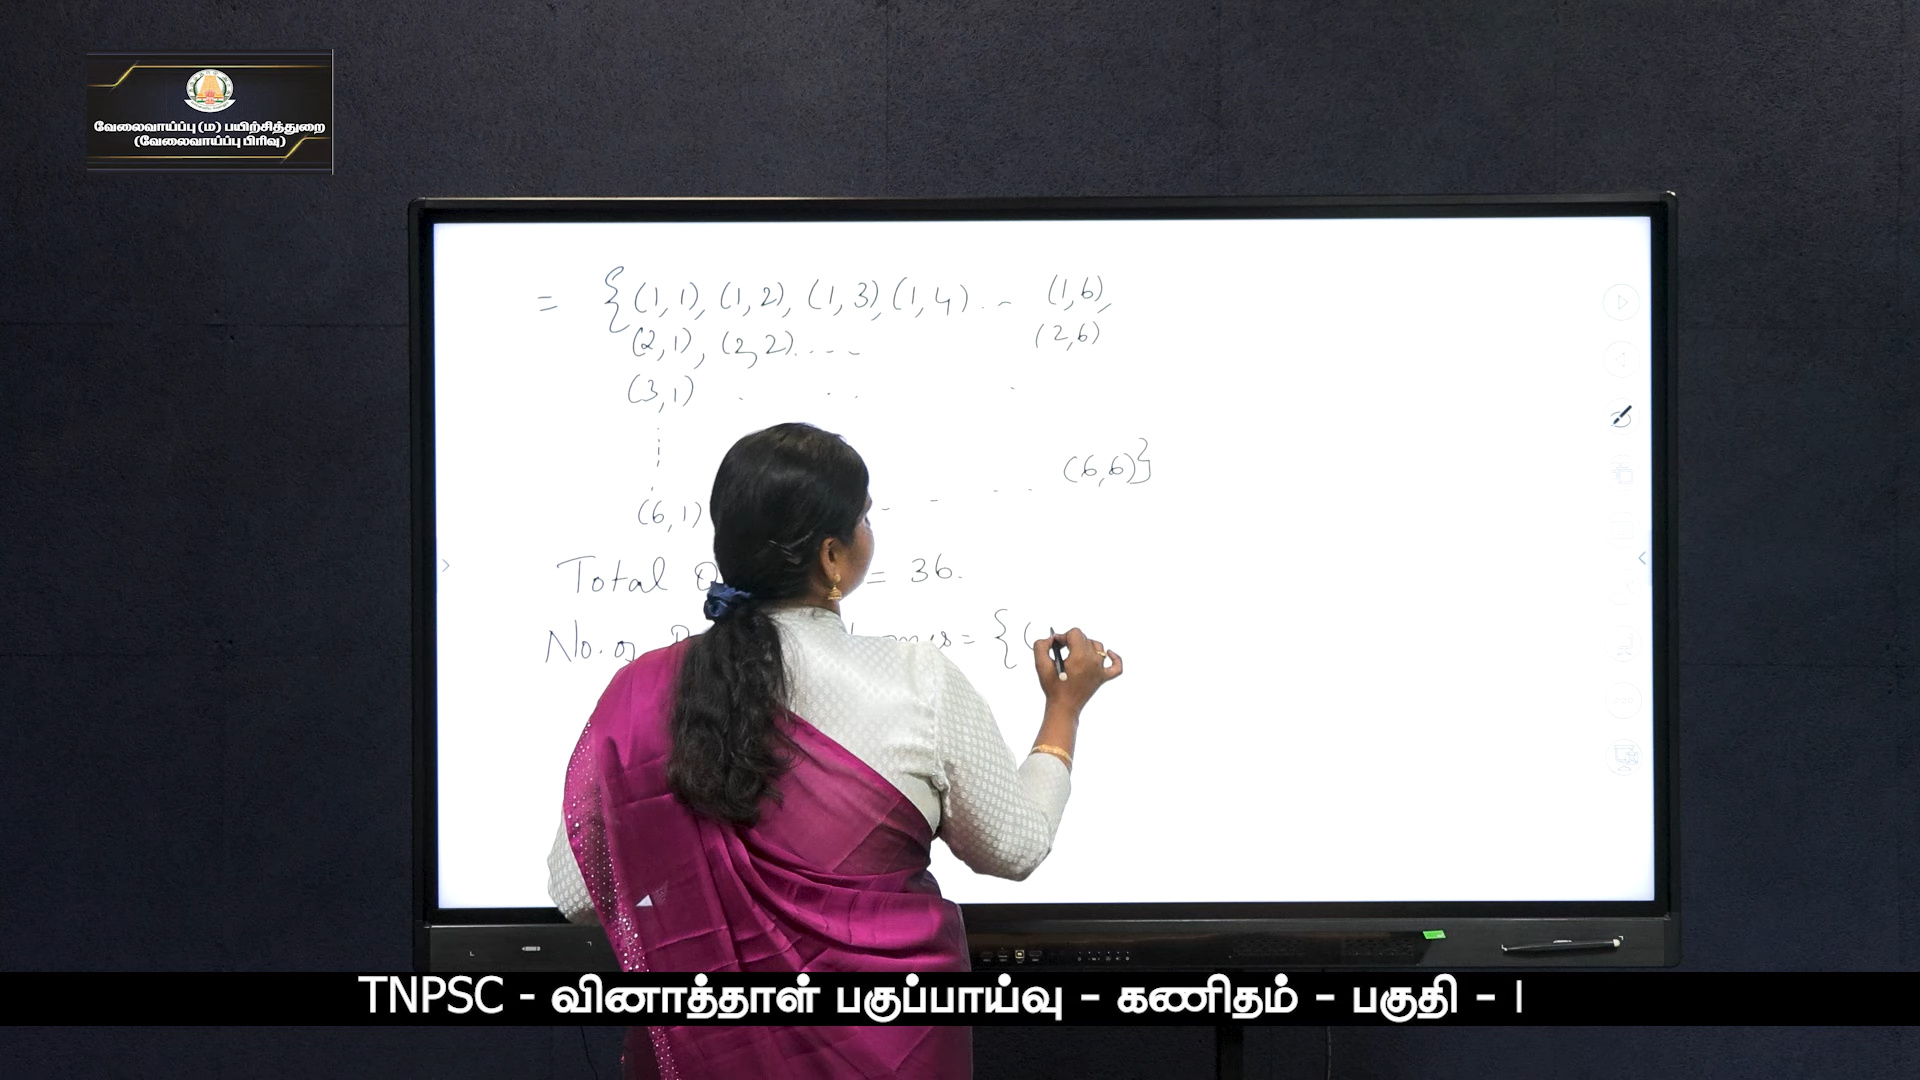 வேலைவாய்ப்பு (ம) பயிற்சித்துறை
(வேலைவாய்ப்பு பிரிவு)
= {(1,1), (1,2), (1,3), (1,4) . . (1,6),
(2,1), (2,2) . . . . (2,6)
(3,1) . . . .
(6,6)}
(6,1)
Total = 36.
No. of = {(
TNPSC - வினாத்தாள் பகுப்பாய்வு - கணிதம் - பகுதி - I